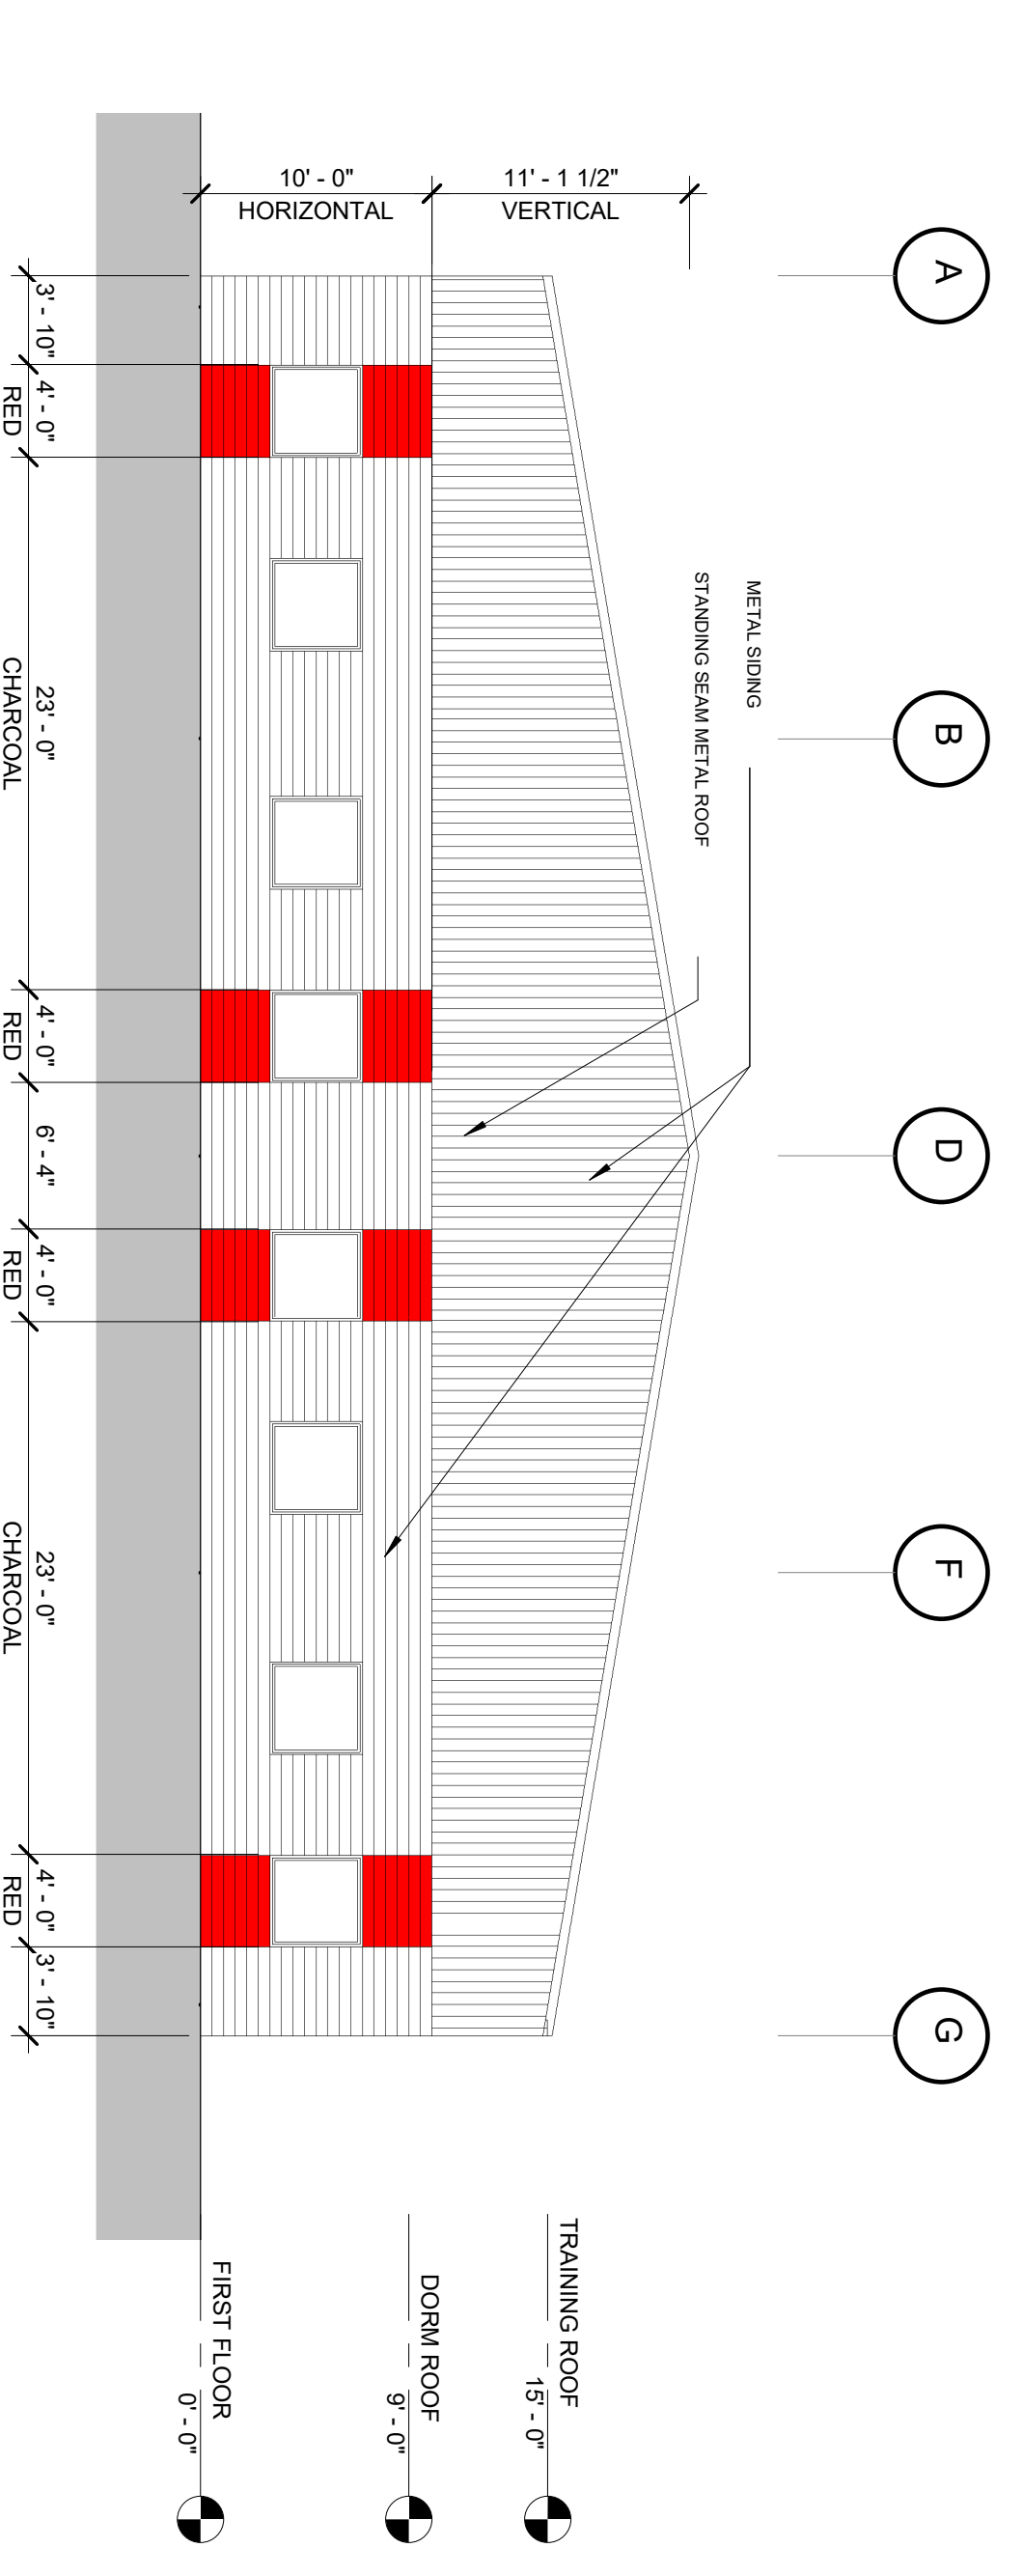 A
B
D
F
G
METAL SIDING
STANDING SEAM METAL ROOF
11' - 1 1/2"
VERTICAL
10' - 0"
HORIZONTAL
TRAINING ROOF
15' - 0"
DORM ROOF
9' - 0"
FIRST FLOOR
0' - 0"
3' - 10"
4' - 0"
RED
23' - 0"
CHARCOAL
4' - 0"
RED
6' - 4"
4' - 0"
RED
23' - 0"
CHARCOAL
4' - 0"
RED
3' - 10"